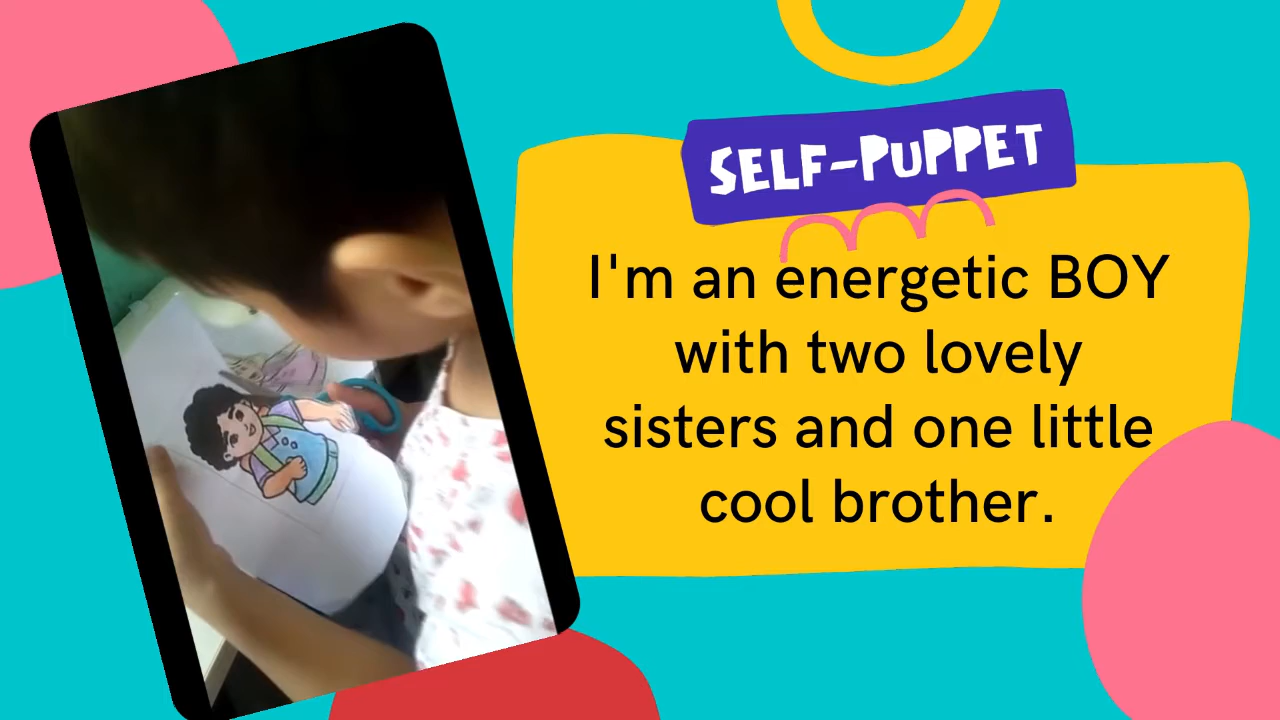 SELF-PUPPET
I'm an energetic BOY
with two lovely
sisters and one little
cool brother.